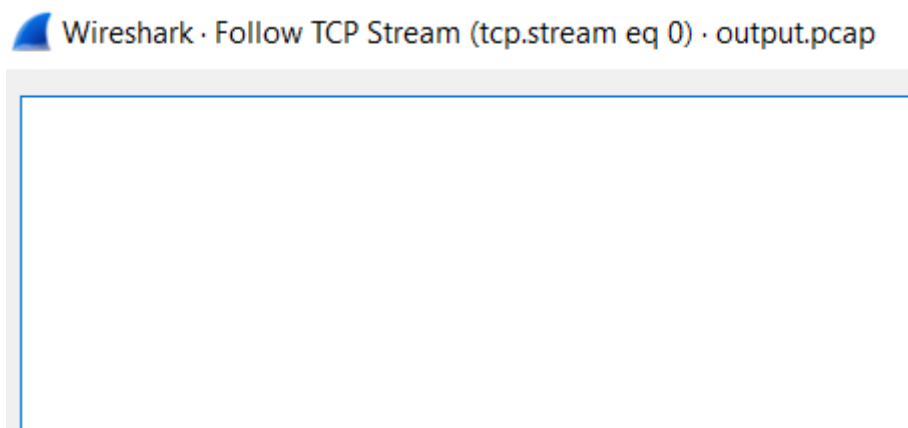 Wireshark · Follow TCP Stream (tcp.stream eq 0) · output.pcap